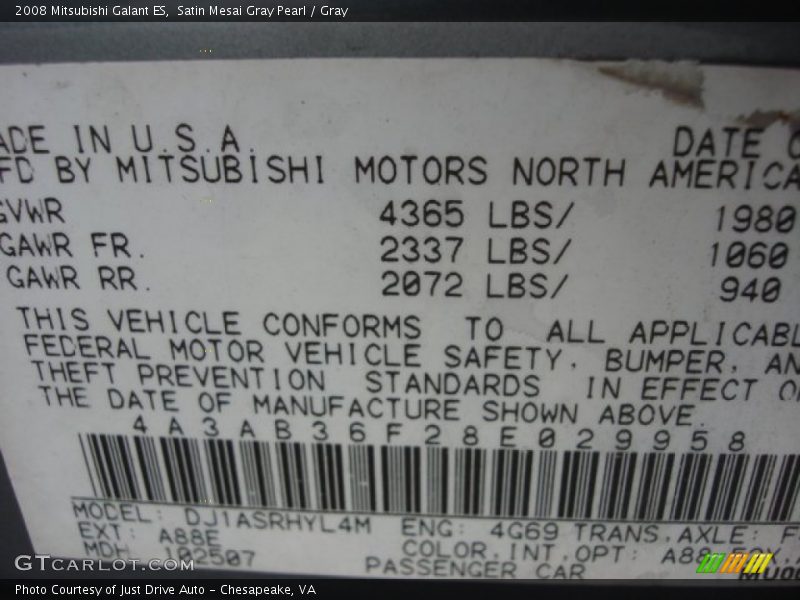 2008 Mitsubishi Galant ES, Satin Mesai Gray Pearl / Gray
ADE IN U.S.A. DATE O
FD BY MITSUBISHI MOTORS NORTH AMERICA
GVWR 4365 LBS/ 1980
GAWR FR. 2337 LBS/ 1060
GAWR RR. 2072 LBS/ 940
THIS VEHICLE CONFORMS TO ALL APPLICABL
FEDERAL MOTOR VEHICLE SAFETY, BUMPER, AN
THEFT PREVENTION STANDARDS IN EFFECT O
THE DATE OF MANUFACTURE SHOWN ABOVE.
4A3AB36F28E029958
MODEL: DJ1ASRHYL4M ENG: 4G69 TRANS.AXLE: F
EXT: A88E COLOR.INT.OPT: A88
MDH 102507 PASSENGER CAR
GTCarlot.com
Photo Courtesy of Just Drive Auto - Chesapeake, VA